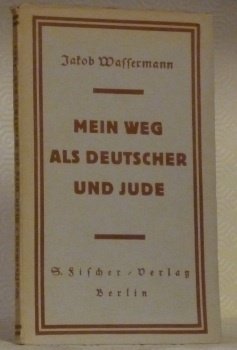 Jakob Wassermann
MEIN WEG
ALS DEUTSCHER
UND JUDE
S. Fischer-Verlag
Berlin